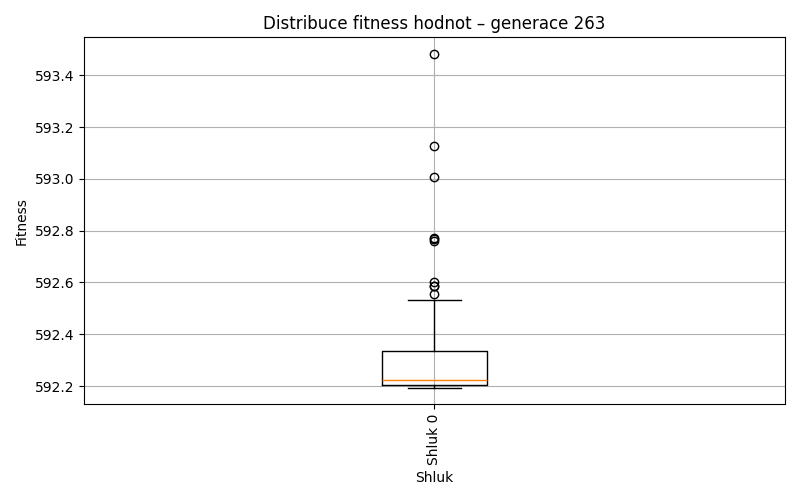 Distribuce fitness hodnot – generace 263
Fitness
593.4
593.2
593.0
592.8
592.6
592.4
592.2
Shluk 0
Shluk